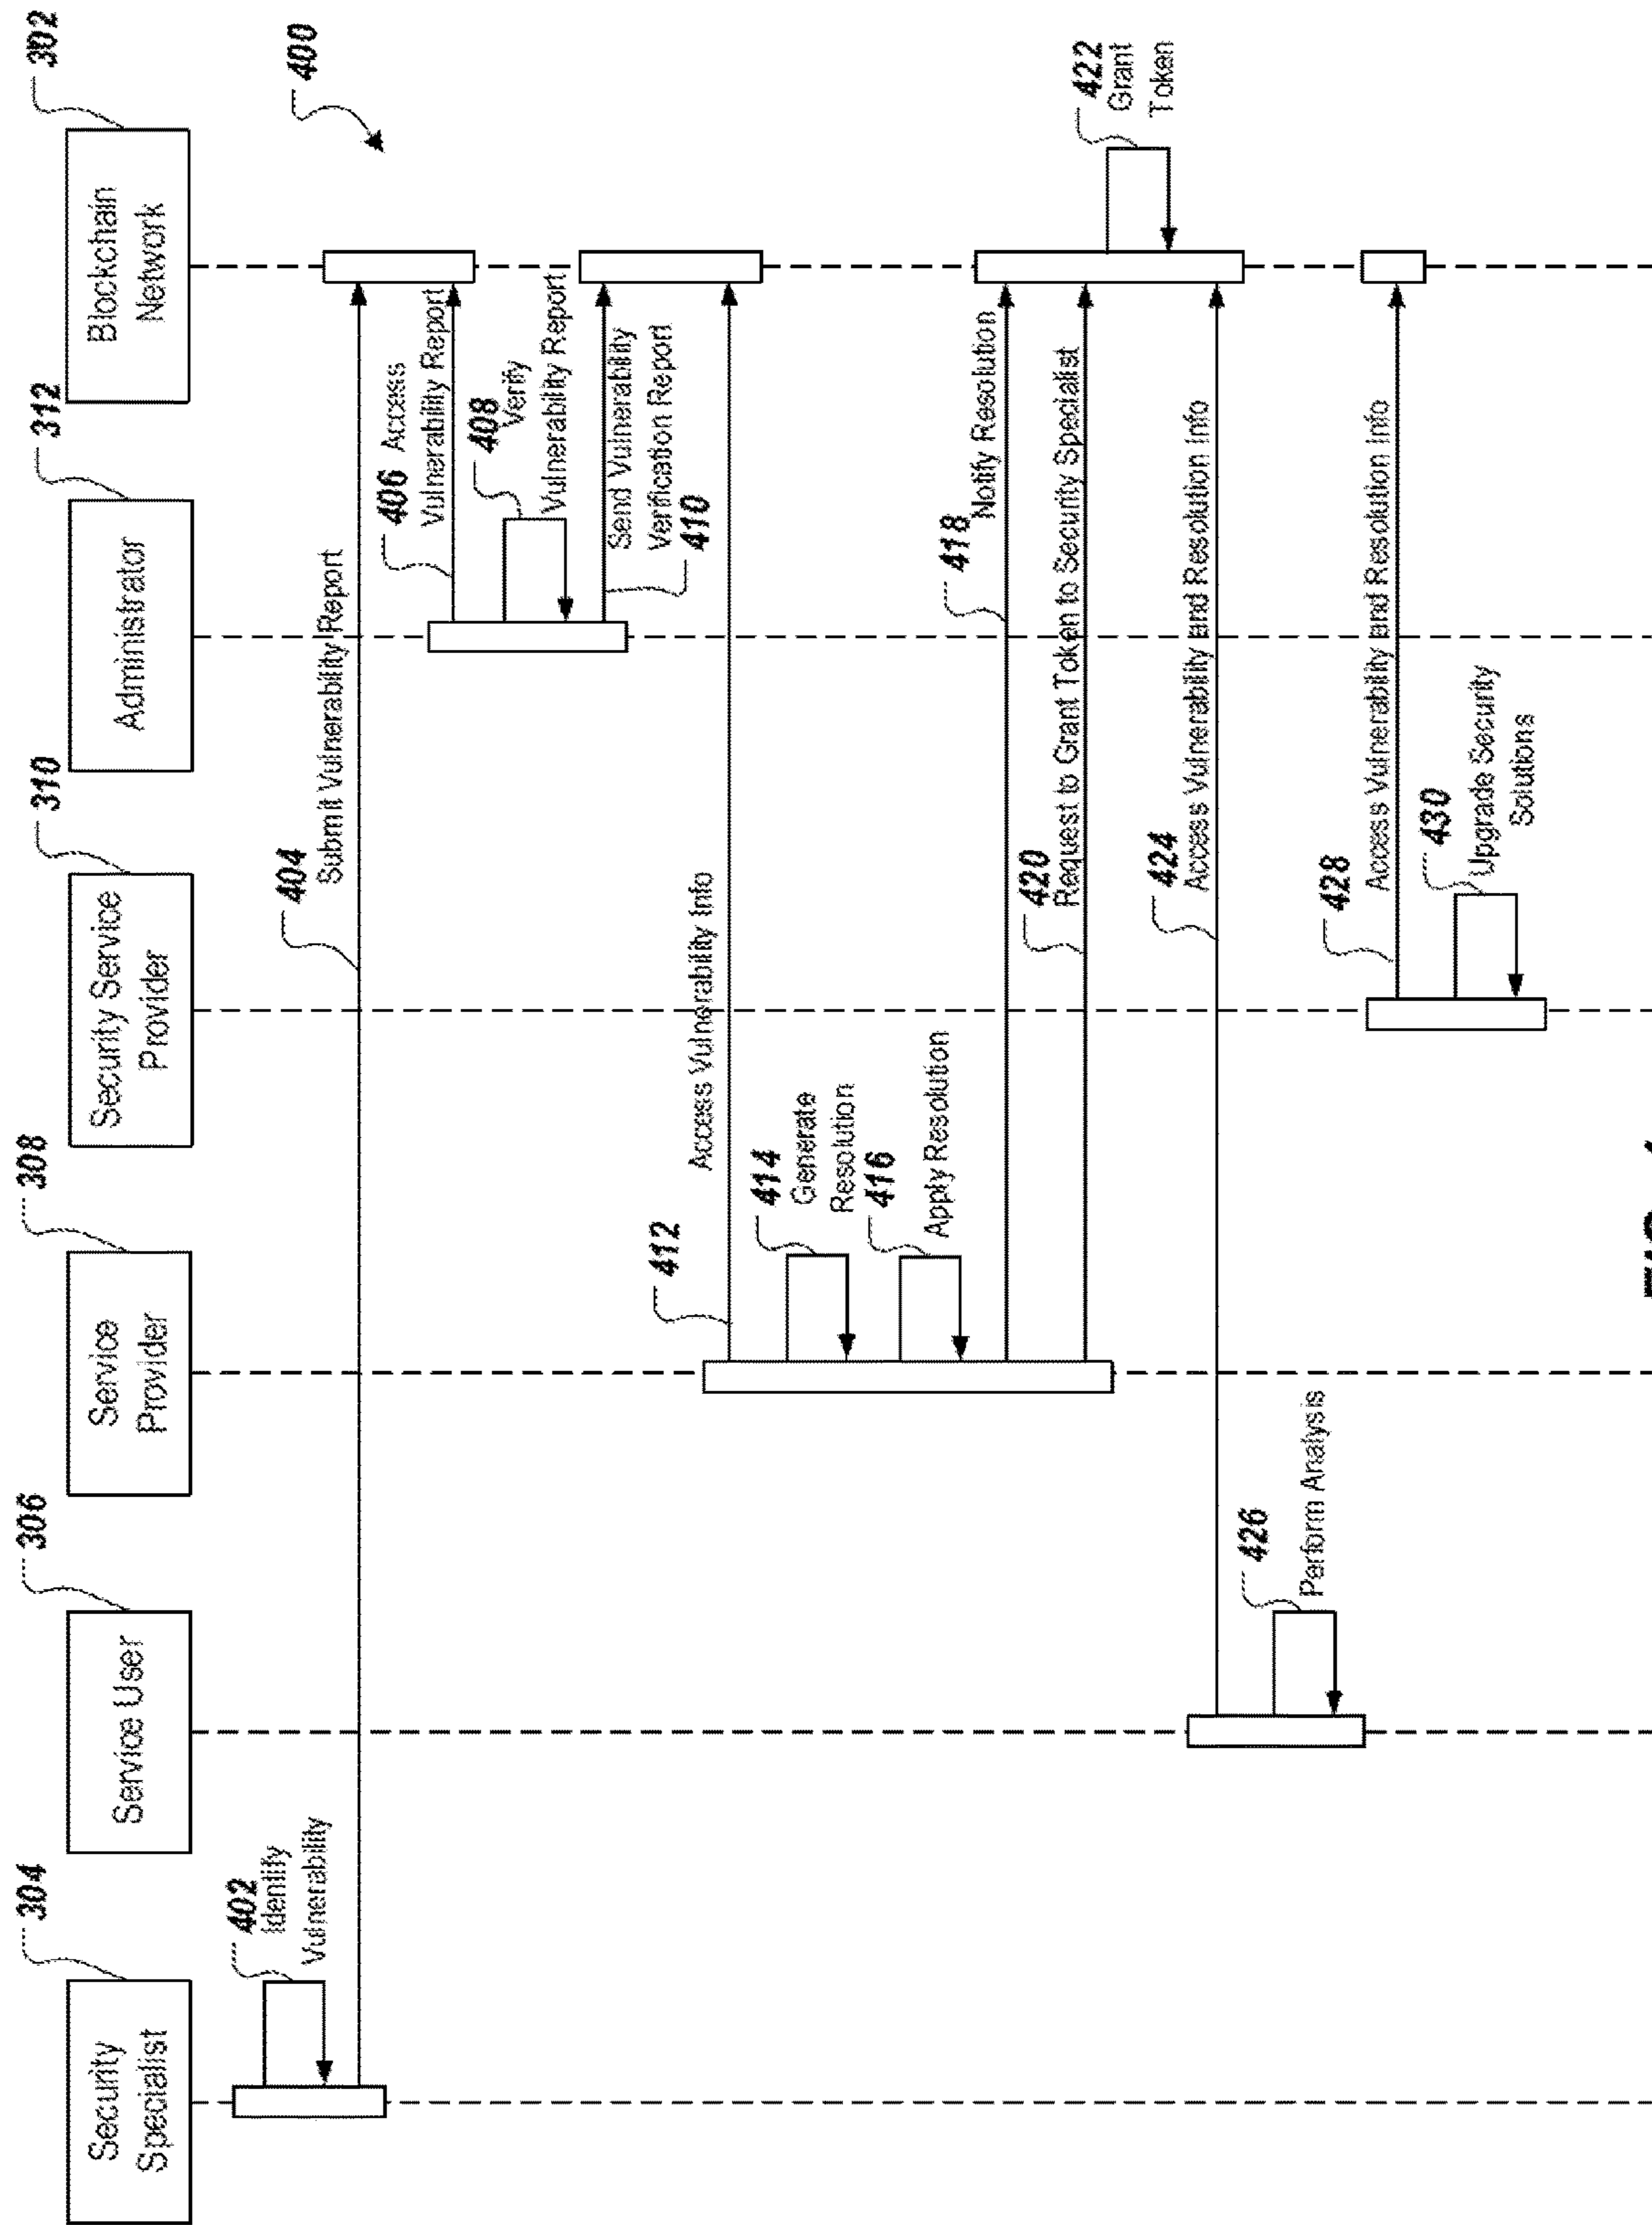 304
Security
Specialist
306
Service User
308
Service
Provider
310
Security Service
Provider
312
Administrator
302
Blockchain
Network
400
402
Identify
Vulnerability
404
Submit Vulnerability Report
406 Access
Vulnerability Report
408
Verify
Vulnerability Report
Send Vulnerability
Verification Report
410
412
Access Vulnerability Info
414
Generate
Resolution
416
Apply Resolution
418
Notify Resolution
420
Request to Grant Token to Security Specialist
422
Grant
Token
424
Access Vulnerability and Resolution Info
426
Perform Analysis
428
Access Vulnerability and Resolution Info
430
Upgrade Security
Solutions